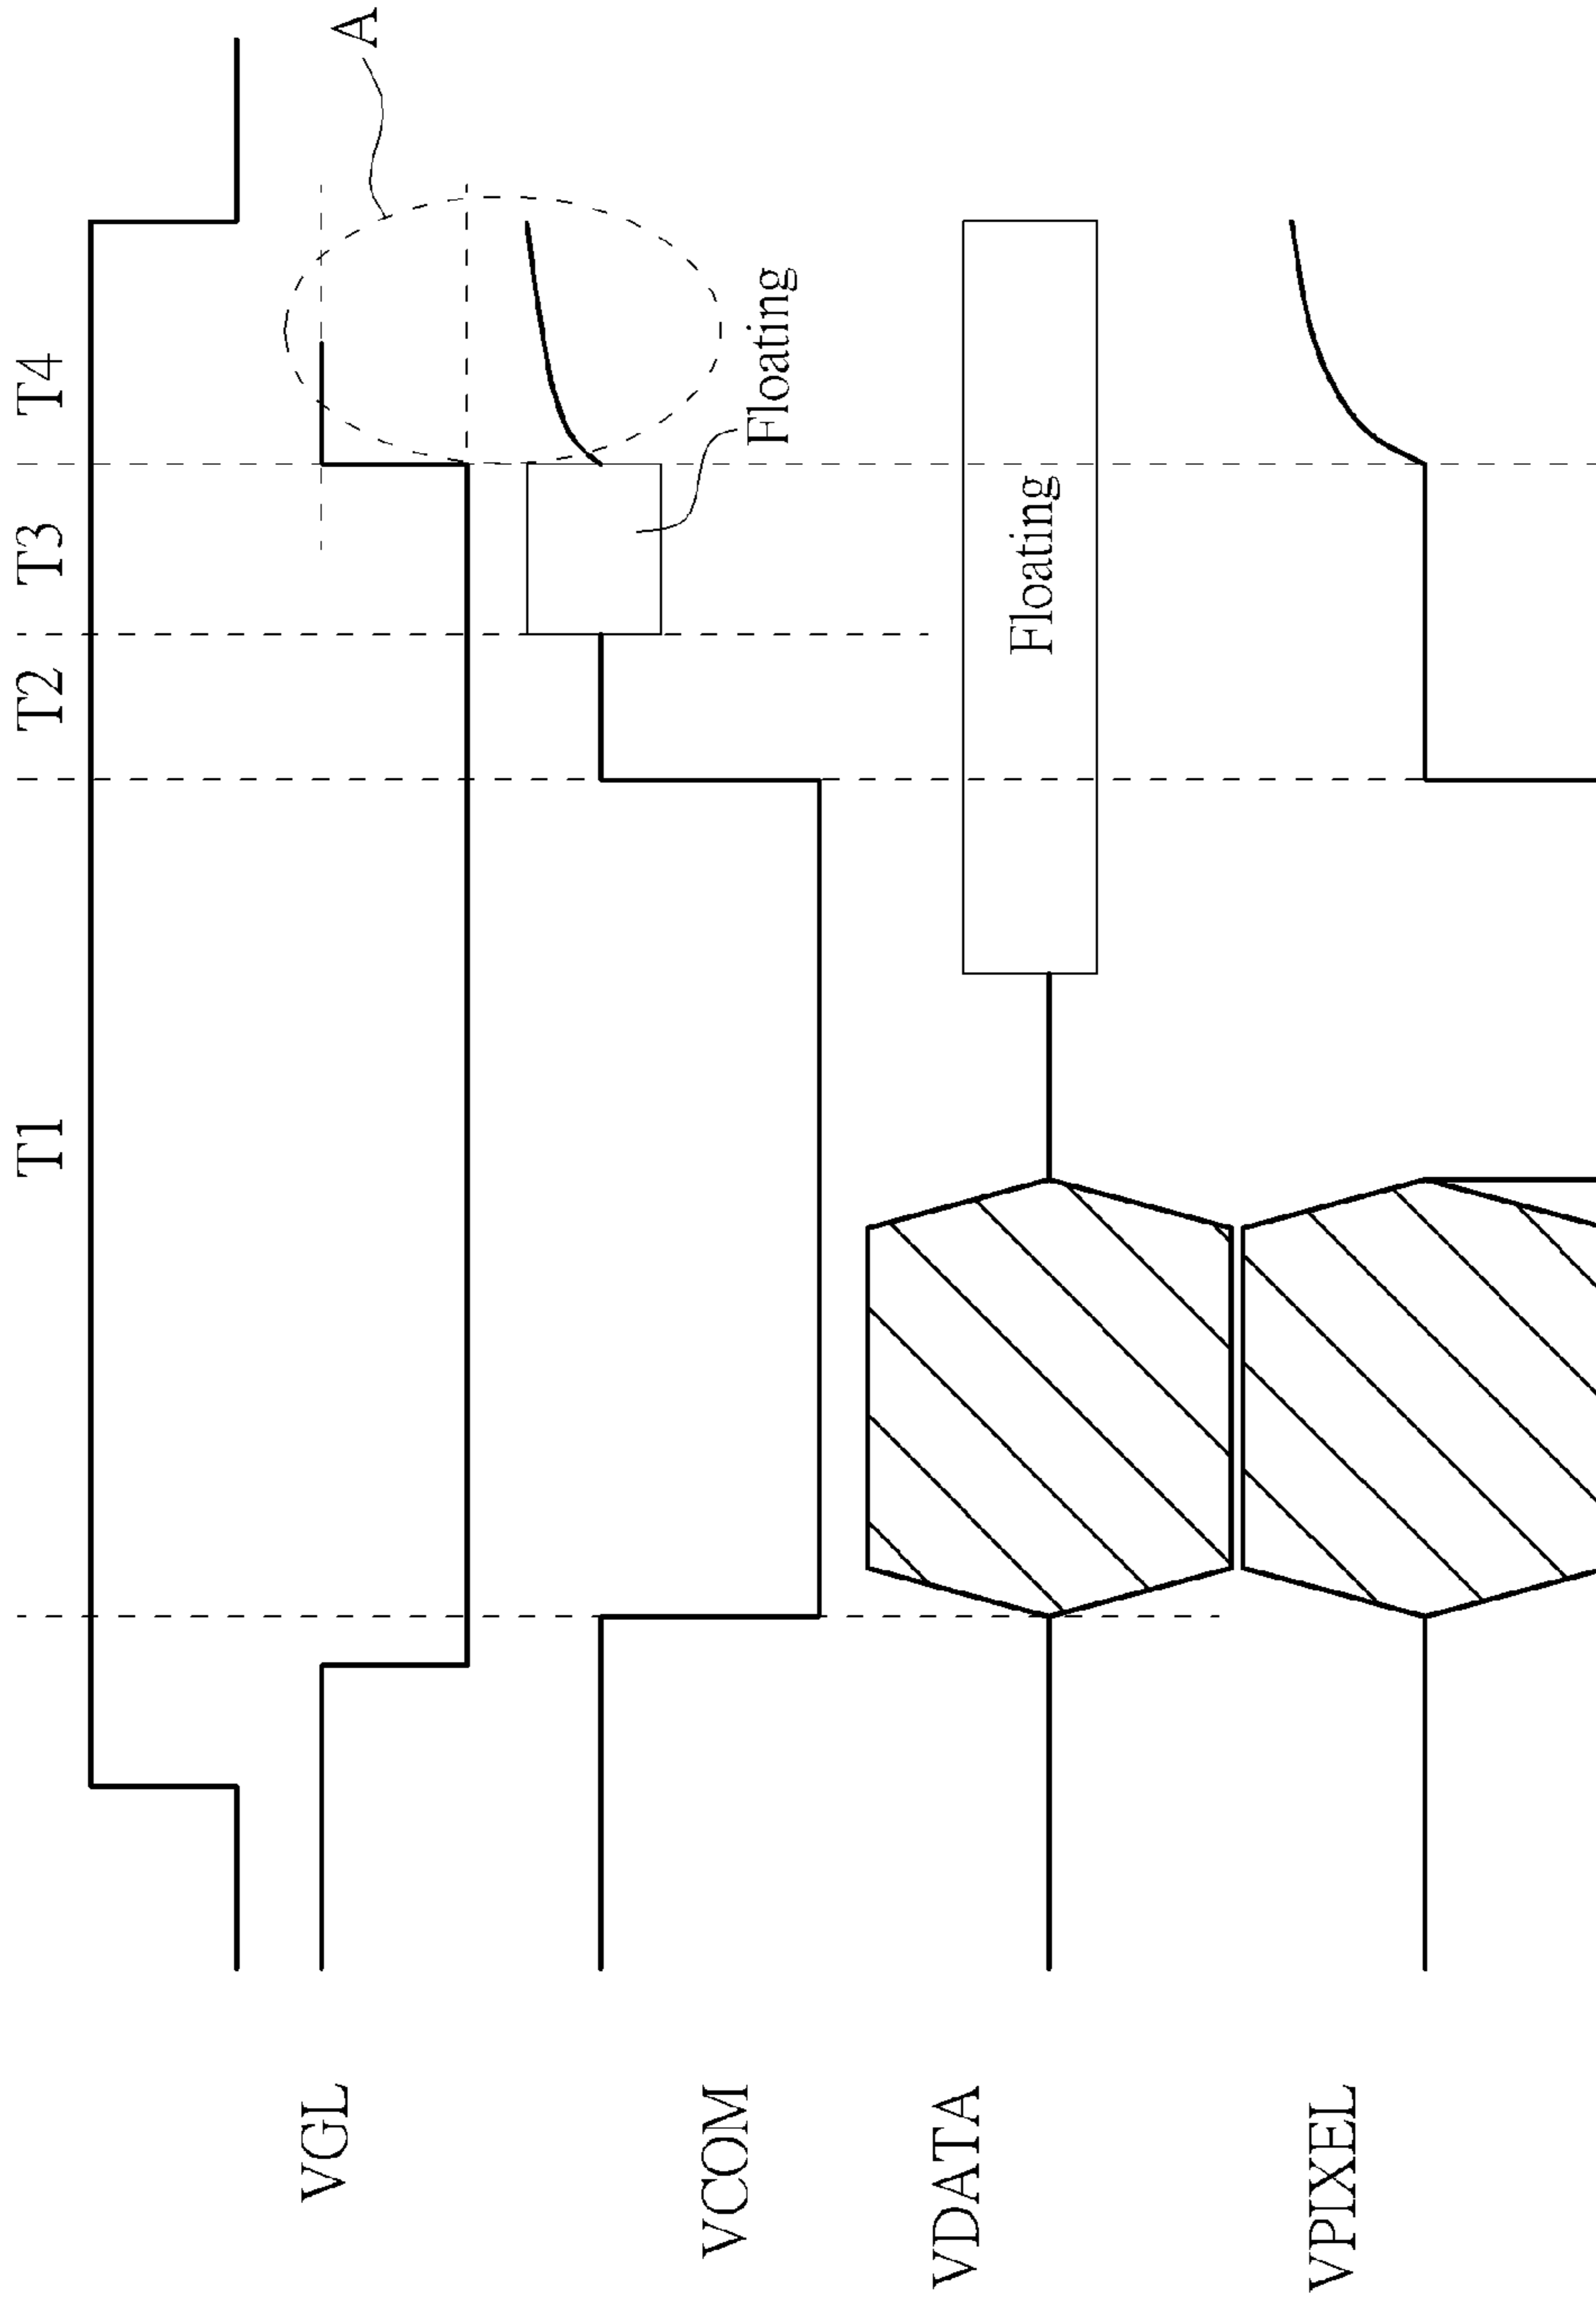 T1
T2
T3
T4
A
VGL
VCOM
Floating
VDATA
Floating
VPIXEL